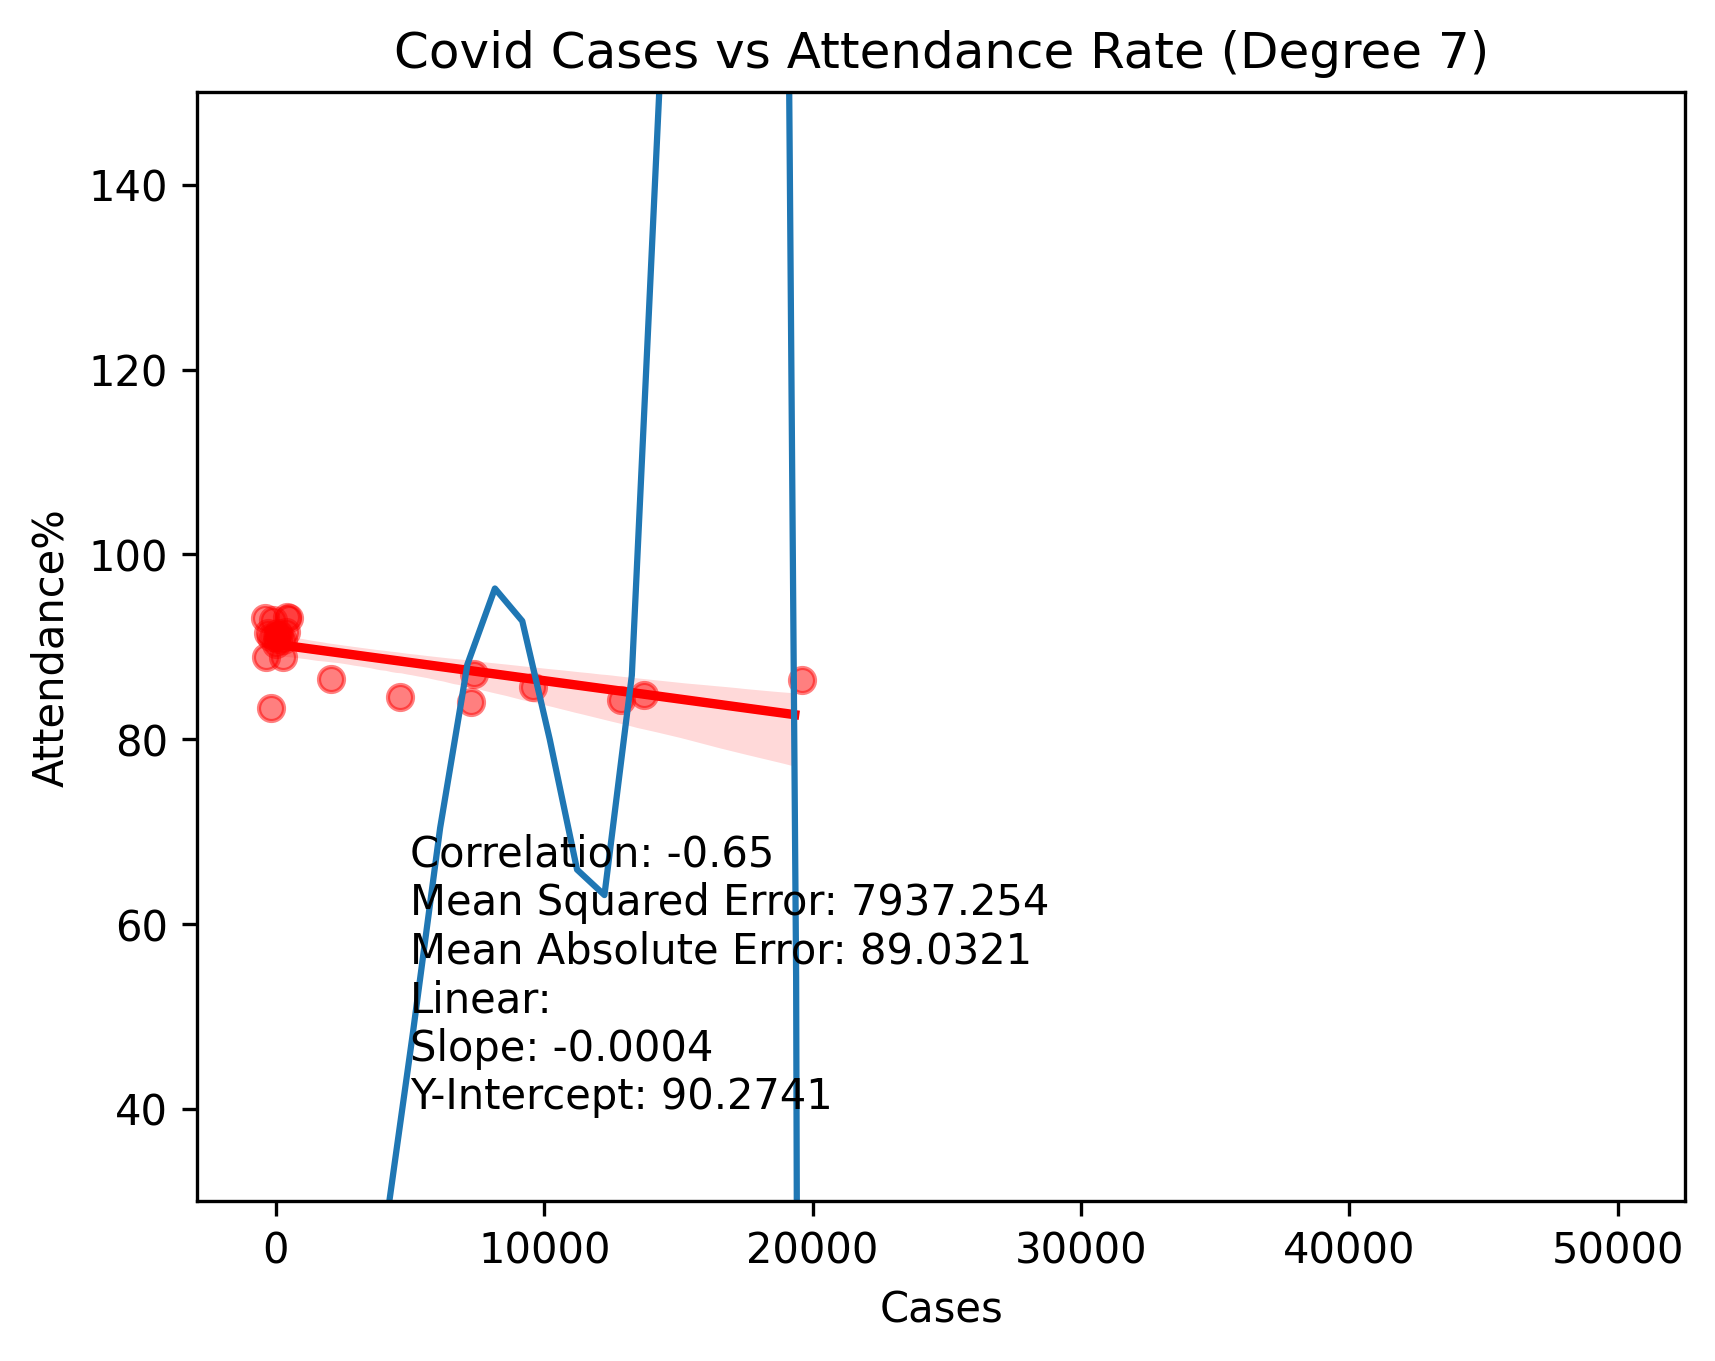 Covid Cases vs Attendance Rate (Degree 7)
140
120
100
80
60
40
Attendance%
Correlation: -0.65
Mean Squared Error: 7937.254
Mean Absolute Error: 89.0321
Linear:
Slope: -0.0004
Y-Intercept: 90.2741
0 10000 20000 30000 40000 50000
Cases